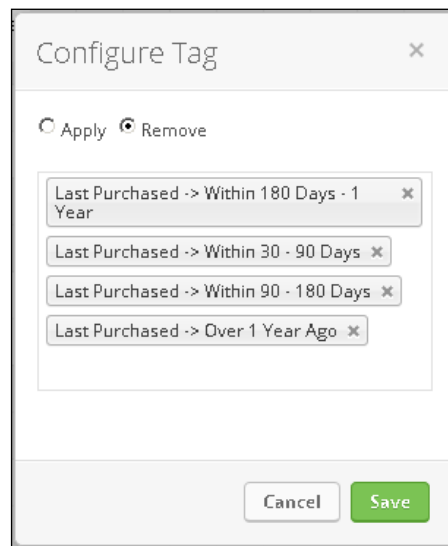 Configure Tag ×
Apply Remove
Last Purchased -> Within 180 Days - 1
Year
Last Purchased -> Within 30 - 90 Days
Last Purchased -> Within 90 - 180 Days
Last Purchased -> Over 1 Year Ago
Cancel Save